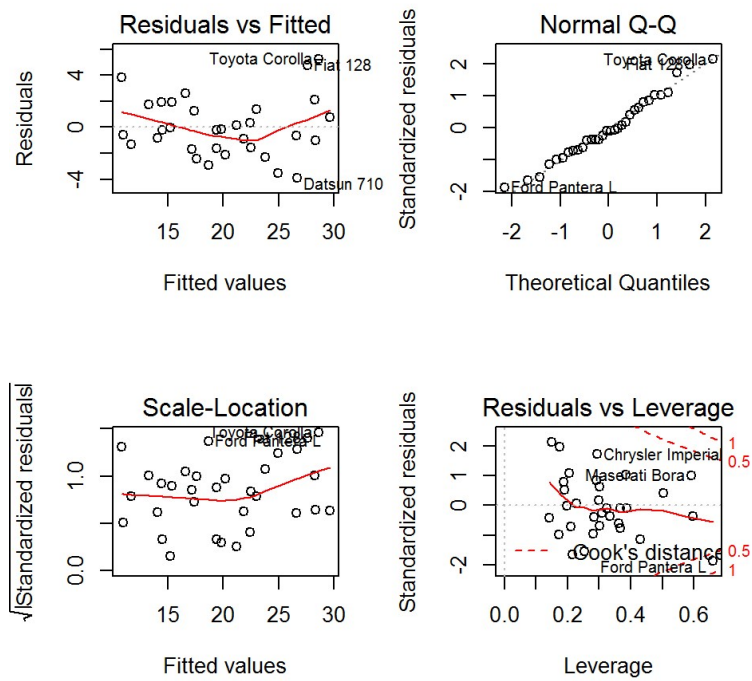 Residuals vs Fitted
Residuals
4
0
-4
Toyota Corolla
Fiat 128
Datsun 710
15 20 25 30
Fitted values
Normal Q-Q
Standardized residuals
2
0
-2
Toyota Corolla
Fiat 128
Ford Pantera L
-2 -1 0 1 2
Theoretical Quantiles
Scale-Location
√|Standardized residuals|
1.0
0.0
Toyota Corolla
Ford Pantera L
Fiat 128
15 20 25 30
Fitted values
Residuals vs Leverage
Standardized residuals
2
1
0
-2
Chrysler Imperial
Maserati Bora
Cook's distance
Ford Pantera L
1
0.5
0.5
1
0.0 0.2 0.4 0.6
Leverage